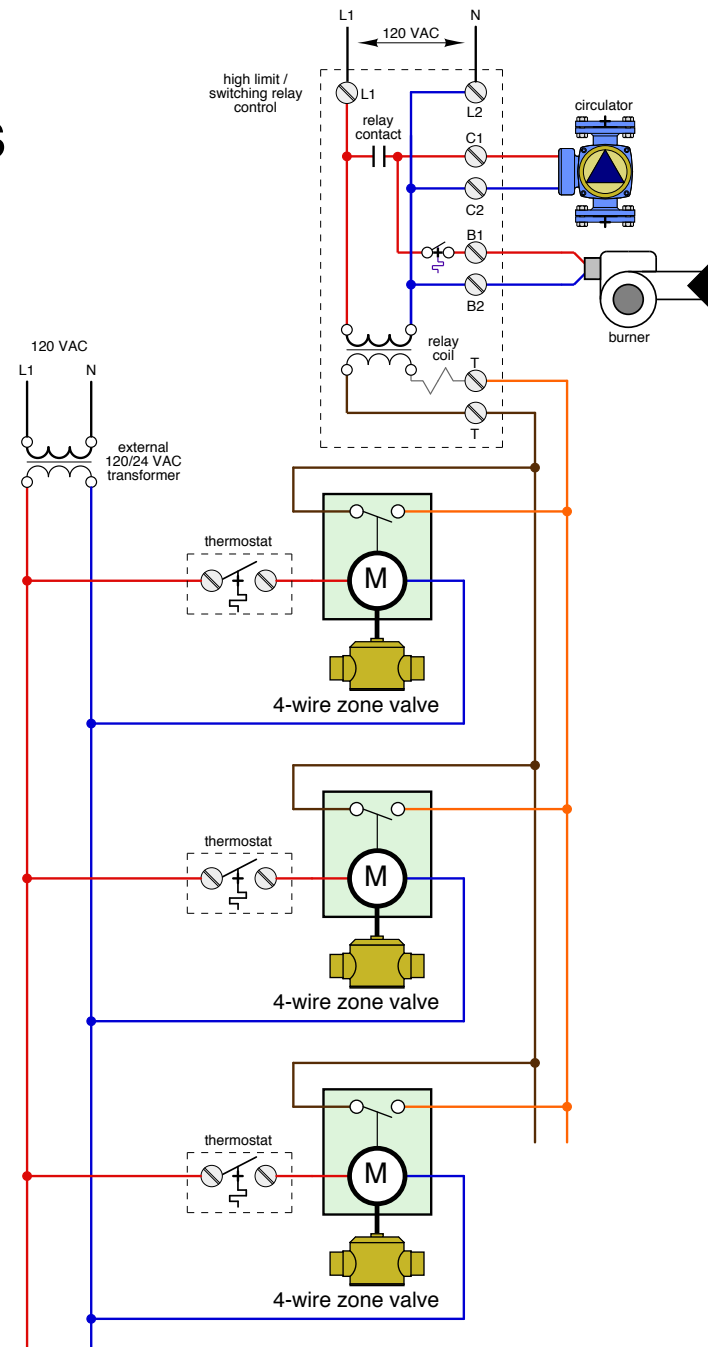 L1
N
120 VAC
high limit /
switching relay
control
L1
L2
relay
contact
C1
circulator
C2
B1
B2
burner
relay
coil
T
T
120 VAC
L1
N
external
120/24 VAC
transformer
thermostat
M
4-wire zone valve
thermostat
M
4-wire zone valve
thermostat
M
4-wire zone valve